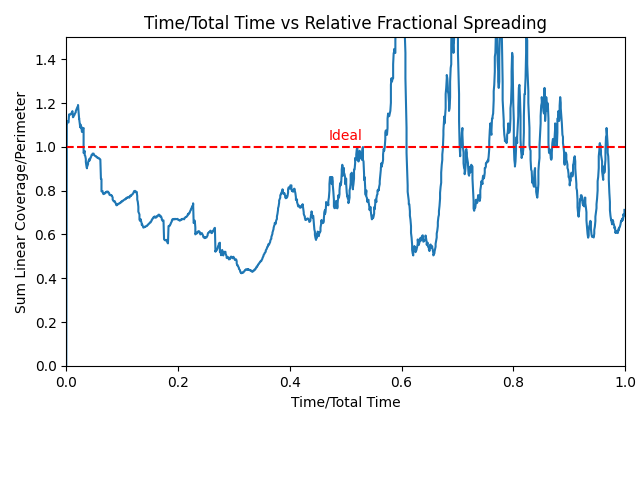 Time/Total Time vs Relative Fractional Spreading
Sum Linear Coverage/Perimeter
1.4
1.2
1.0
0.8
0.6
0.4
0.2
0.0
Ideal
0.0 0.2 0.4 0.6 0.8 1.0
Time/Total Time